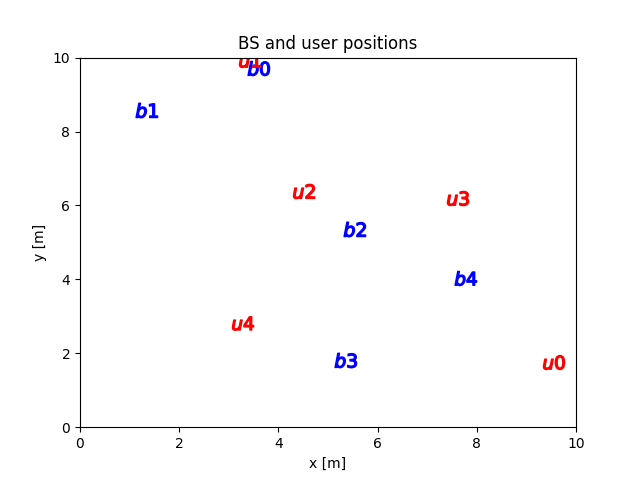 BS and user positions
10
u1
b0
b1
8
u2
u3
6
b2
y [m]
b4
4
u4
2
b3
u0
0
0 2 4 6 8 10
x [m]